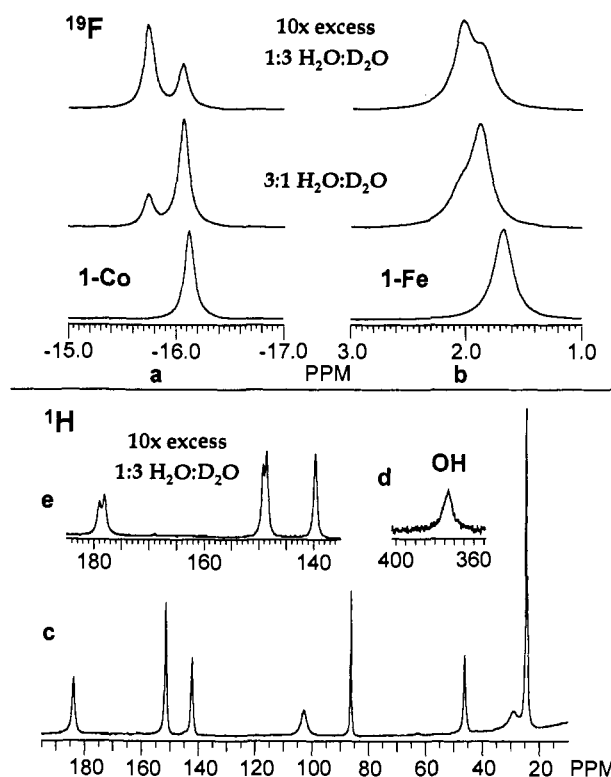 ¹⁹F
10x excess
1:3 H₂O:D₂O
3:1 H₂O:D₂O
1-Co
1-Fe
-15.0 -16.0 -17.0 3.0 2.0 1.0
a PPM b
¹H
10x excess
1:3 H₂O:D₂O
d OH
e
180 160 140
400 360
c
180 160 140 120 100 80 60 40 20 PPM